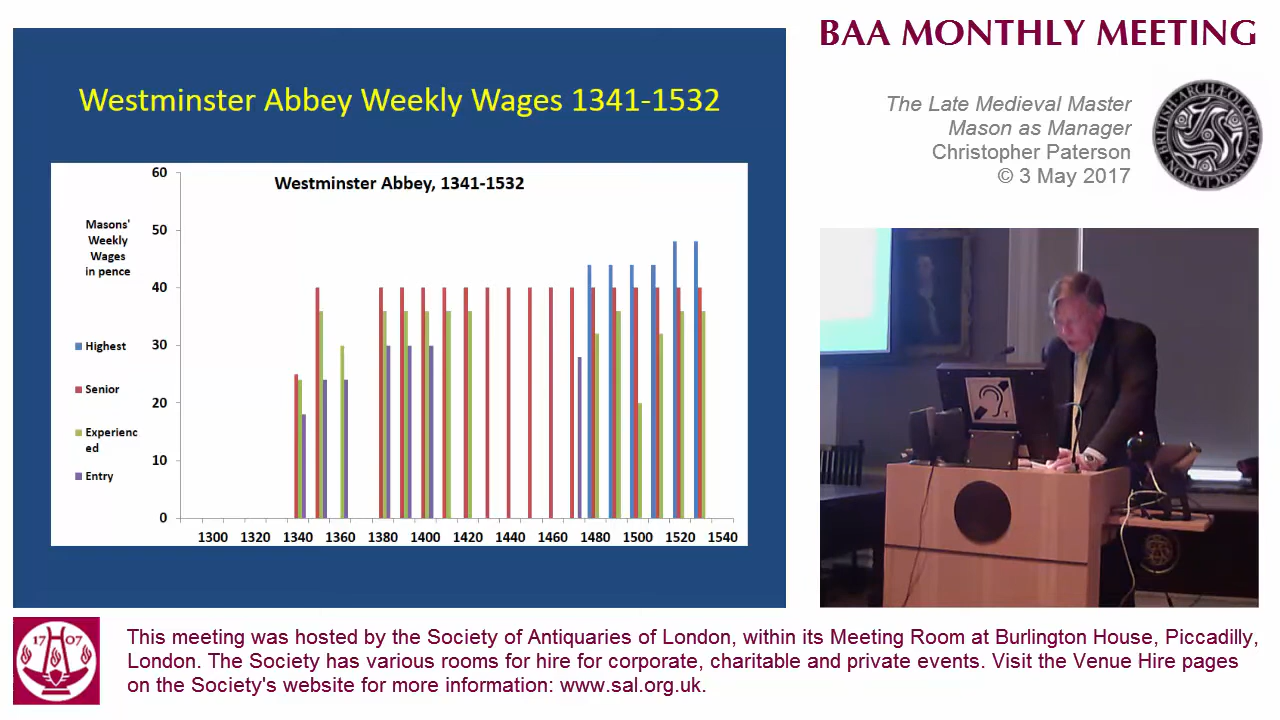 BAA MONTHLY MEETING
The Late Medieval Master
Mason as Manager
Christopher Paterson
© 3 May 2017
BRITISH ARCHÆOLOGICAL ASSOCIATION
Westminster Abbey Weekly Wages 1341-1532
Westminster Abbey, 1341-1532
Masons'
Weekly
Wages
in pence
60
50
40
30
20
10
0
Highest
Senior
Experienc
ed
Entry
1300 1320 1340 1360 1380 1400 1420 1440 1460 1480 1500 1520 1540
T
17 07
This meeting was hosted by the Society of Antiquaries of London, within its Meeting Room at Burlington House, Piccadilly,
London. The Society has various rooms for hire for corporate, charitable and private events. Visit the Venue Hire pages
on the Society's website for more information: www.sal.org.uk.